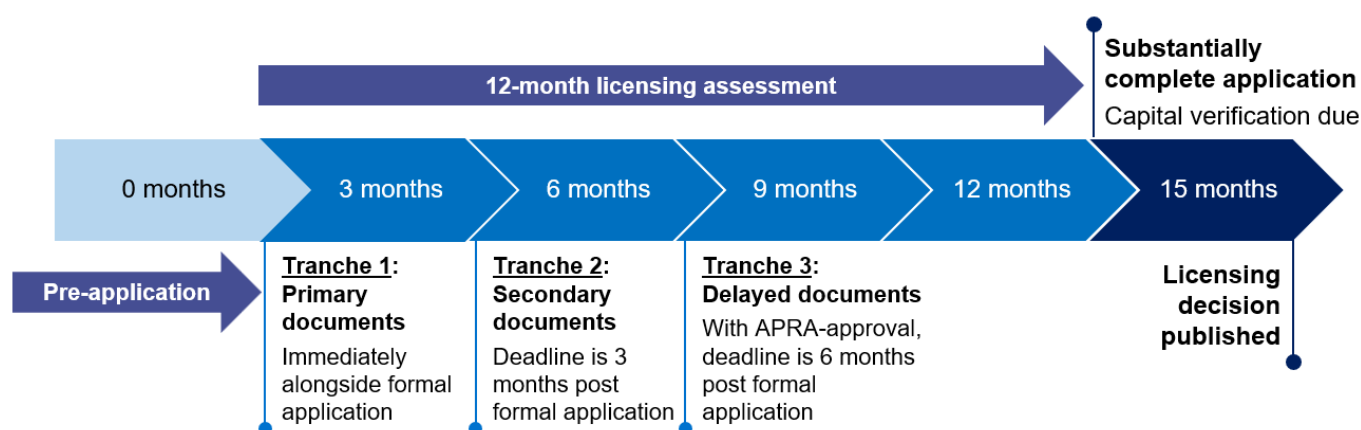 12-month licensing assessment
Substantially
complete application
Capital verification due
0 months
3 months
6 months
9 months
12 months
15 months
Pre-application
Tranche 1:
Primary
documents
Immediately
alongside formal
application
Tranche 2:
Secondary
documents
Deadline is 3
months post
formal application
Tranche 3:
Delayed documents
With APRA-approval,
deadline is 6 months
post formal
application
Licensing
decision
published